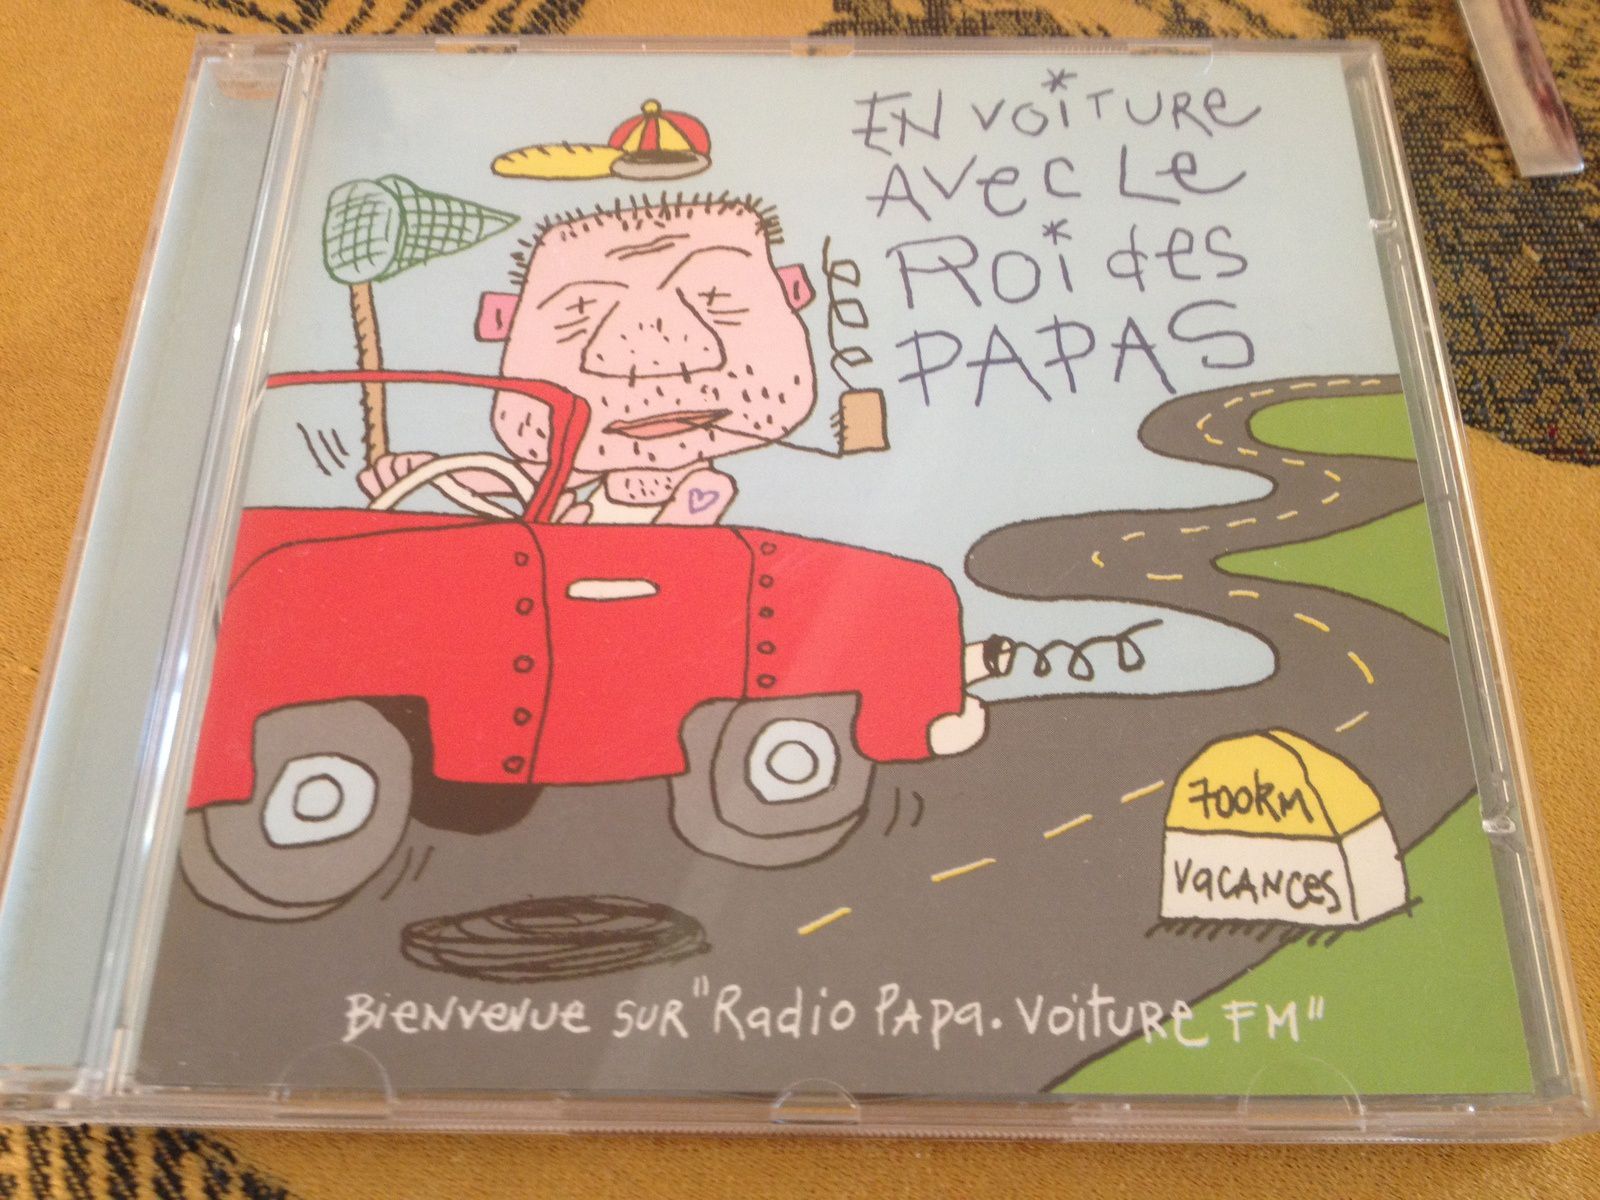 EN VOITURE
AVEC LE
ROI des
PAPAS
700KM
VACANCES
BIENVENUE SUR "Radio PAPA. VOITURE FM"